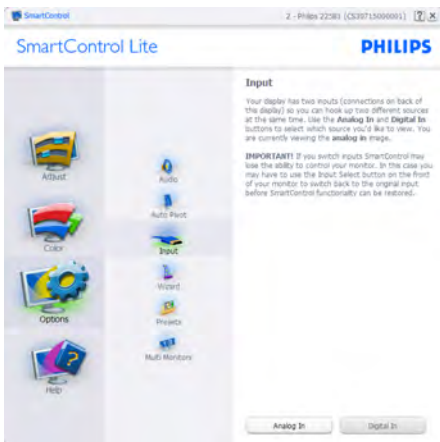 SmartControl
2 - Philips 225B1 (CS30715000001)
SmartControl Lite
PHILIPS
Adjust
Color
Options
Help
Audio
Auto Pivot
Input
Wizard
Presets
Multi Monitors
Input
Your display has two inputs (connections on back of
this display) so you can hook up two different sources
at the same time. Use the Analog In and Digital In
buttons to select which source you'd like to view. You
are currently viewing the analog in image.
IMPORTANT! If you switch inputs SmartControl may
lose the ability to control your monitor. In this case you
may have to use the Input Select button on the front
of your monitor to switch back to the original input
before SmartControl functionality can be restored.
Analog In
Digital In